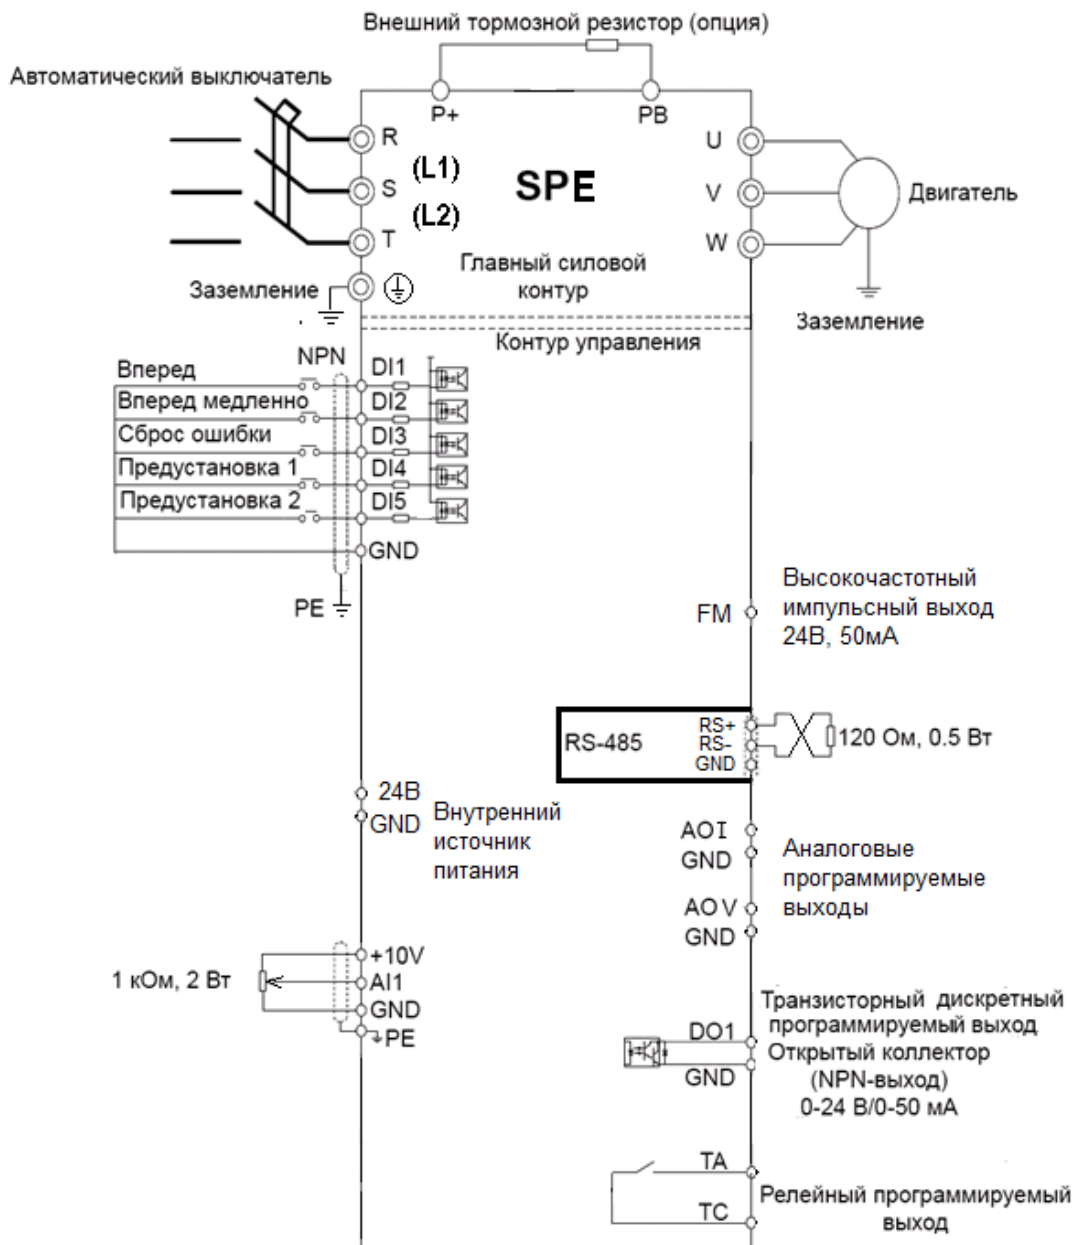 Внешний тормозной резистор (опция)
Автоматический выключатель
P+
PB
R
(L1)
S
(L2)
T
SPE
U
V
W
Двигатель
Главный силовой
контур
Заземление
Заземление
Контур управления
NPN
Вперед
DI1
Вперед медленно
DI2
Сброс ошибки
DI3
Предустановка 1
DI4
Предустановка 2
DI5
GND
PE
FM
Высокочастотный
импульсный выход
24В, 50мА
RS-485
RS+
RS-
GND
120 Ом, 0.5 Вт
24В
GND
Внутренний
источник
питания
AOI
GND
AOV
GND
Аналоговые
программируемые
выходы
1 кОм, 2 Вт
+10V
AI1
GND
PE
DO1
GND
Транзисторный дискретный
программируемый выход
Открытый коллектор
(NPN-выход)
0-24 В/0-50 мА
TA
TC
Релейный программируемый
выход